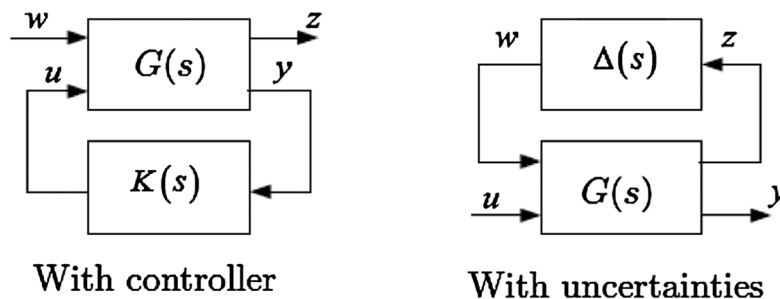 w
z
G(s)
u
y
K(s)
With controller
w
z
Δ(s)
u
G(s)
y
With uncertainties